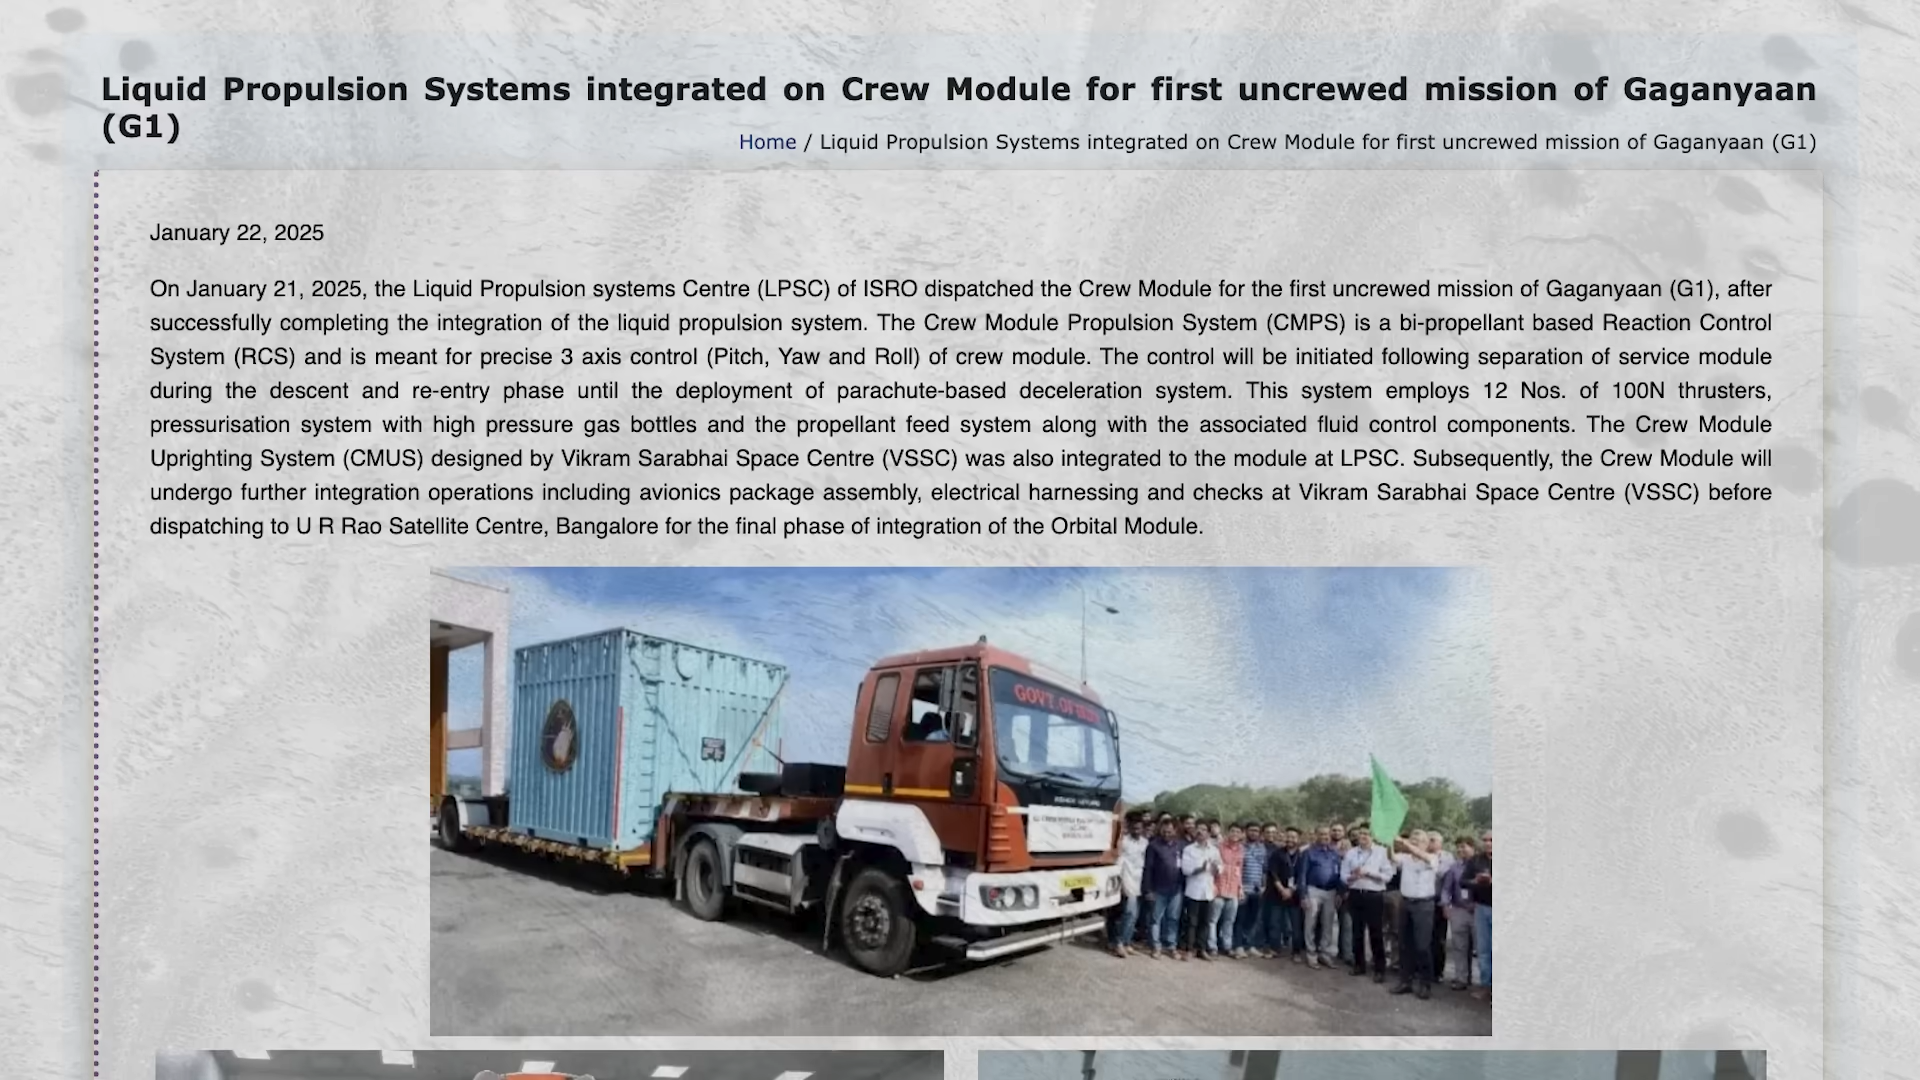 Liquid Propulsion Systems integrated on Crew Module for first uncrewed mission of Gaganyaan
(G1)
Home / Liquid Propulsion Systems integrated on Crew Module for first uncrewed mission of Gaganyaan (G1)
January 22, 2025
On January 21, 2025, the Liquid Propulsion systems Centre (LPSC) of ISRO dispatched the Crew Module for the first uncrewed mission of Gaganyaan (G1), after
successfully completing the integration of the liquid propulsion system. The Crew Module Propulsion System (CMPS) is a bi-propellant based Reaction Control
System (RCS) and is meant for precise 3 axis control (Pitch, Yaw and Roll) of crew module. The control will be initiated following separation of service module
during the descent and re-entry phase until the deployment of parachute-based deceleration system. This system employs 12 Nos. of 100N thrusters,
pressurisation system with high pressure gas bottles and the propellant feed system along with the associated fluid control components. The Crew Module
Uprighting System (CMUS) designed by Vikram Sarabhai Space Centre (VSSC) was also integrated to the module at LPSC. Subsequently, the Crew Module will
undergo further integration operations including avionics package assembly, electrical harnessing and checks at Vikram Sarabhai Space Centre (VSSC) before
dispatching to U R Rao Satellite Centre, Bangalore for the final phase of integration of the Orbital Module.
GOVT. OF